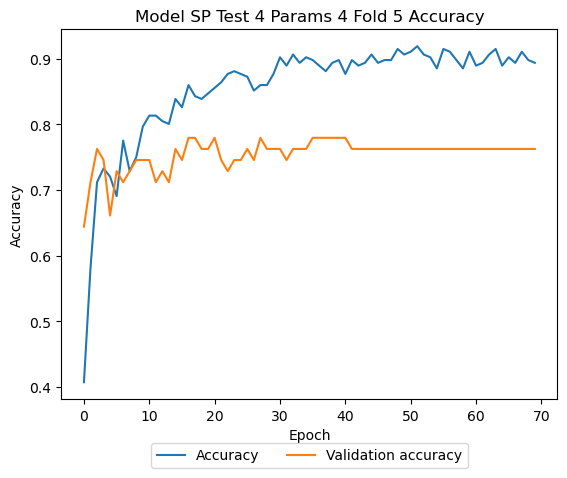 Model SP Test 4 Params 4 Fold 5 Accuracy
0.9
0.8
0.7
0.6
0.5
0.4
Accuracy
0 10 20 30 40 50 60 70
Epoch
Accuracy Validation accuracy